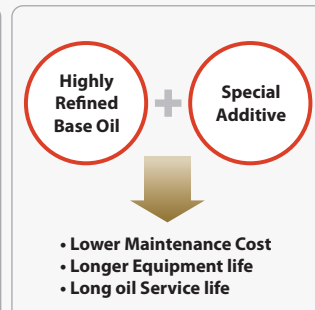 Highly
Refined
Base Oil
+
Special
Additive
• Lower Maintenance Cost
• Longer Equipment life
• Long oil Service life